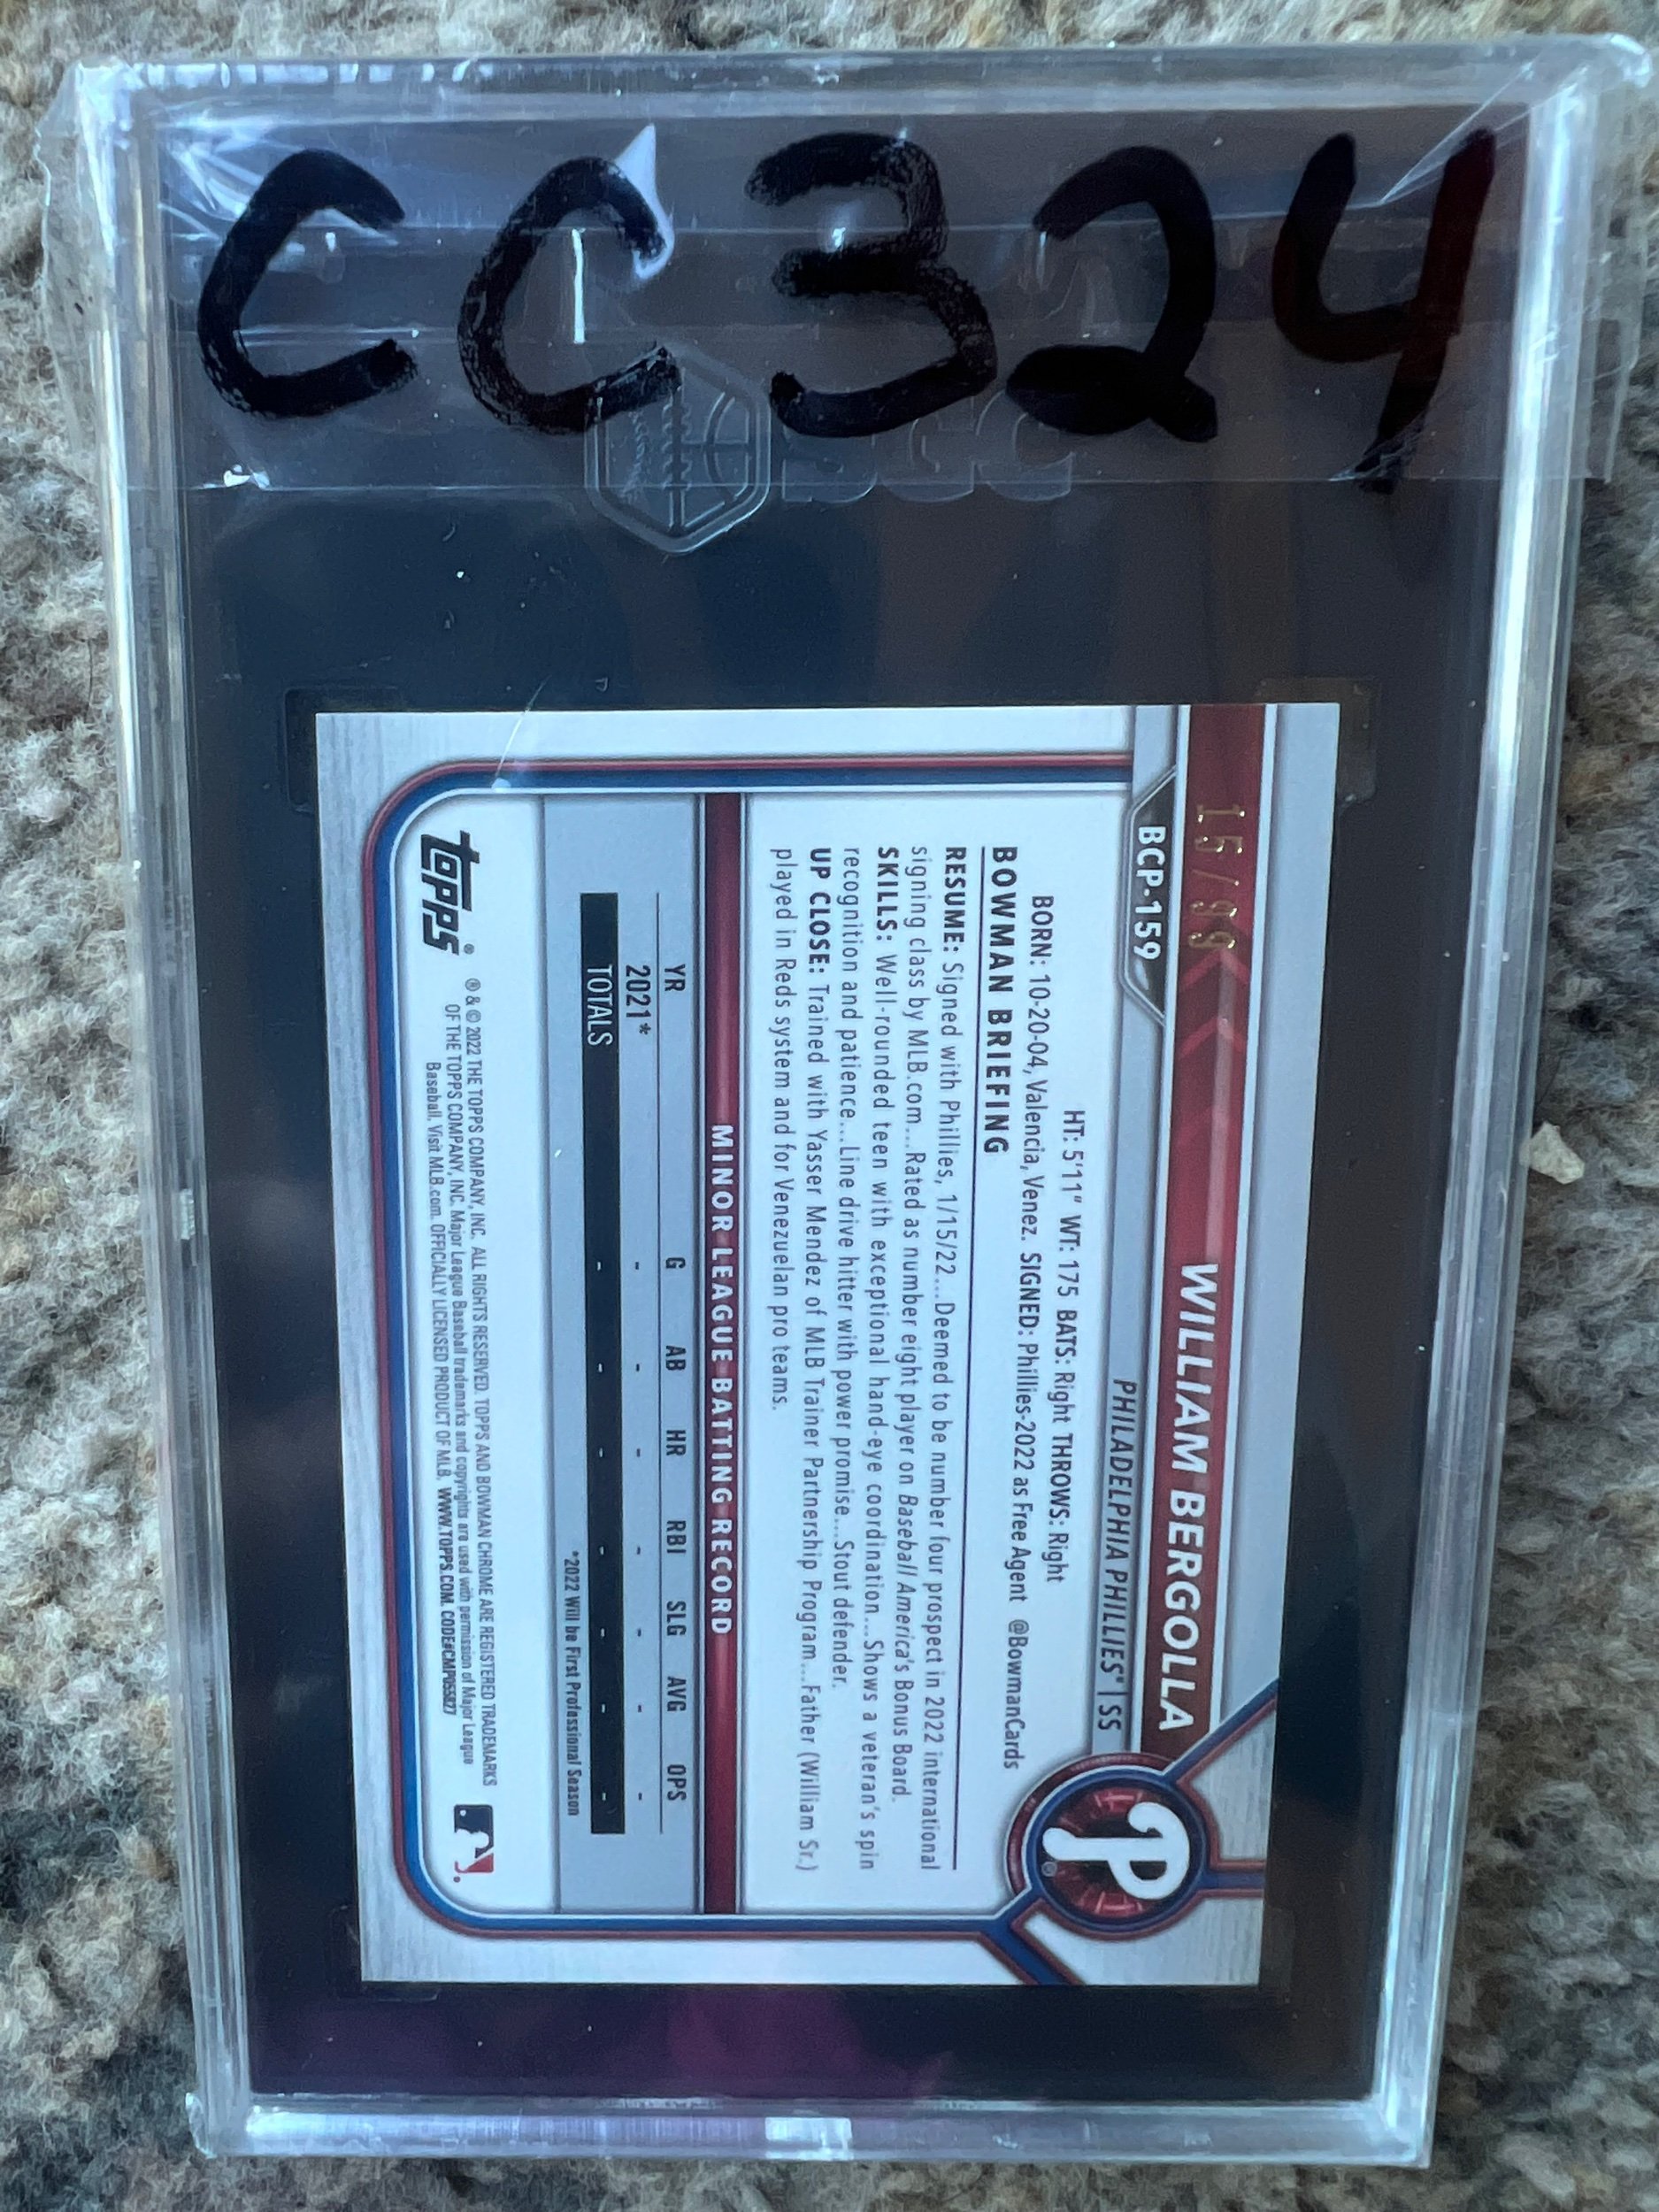 CC324
SGC
15/99
WILLIAM BERGOLLA
BCP-159
PHILADELPHIA PHILLIES® | SS
P®
HT: 5'11" WT: 175 BATS: Right THROWS: Right
BORN: 10-20-04, Valencia, Venez. SIGNED: Phillies-2022 as Free Agent @BowmanCards
BOWMAN BRIEFING
RESUME: Signed with Phillies, 1/15/22...Deemed to be number four prospect in 2022 international
signing class by MLB.com...Rated as number eight player on Baseball America's Bonus Board.
SKILLS: Well-rounded teen with exceptional hand-eye coordination...Shows a veteran's spin
recognition and patience...Line drive hitter with power promise...Stout defender.
UP CLOSE: Trained with Yasser Mendez of MLB Trainer Partnership Program...Father (William Sr.)
played in Reds system and for Venezuelan pro teams.
MINOR LEAGUE BATTING RECORD
YR G AB HR RBI SLG AVG OPS
2021* - - - - - - -
TOTALS - - - - - - -
*2022 Will be First Professional Season
topps®
® & © 2022 THE TOPPS COMPANY, INC. ALL RIGHTS RESERVED. TOPPS AND BOWMAN CHROME ARE REGISTERED TRADEMARKS
OF THE TOPPS COMPANY, INC. Major League Baseball trademarks and copyrights are used with permission of Major League
Baseball. Visit MLB.com. OFFICIALLY LICENSED PRODUCT OF MLB. WWW.TOPPS.COM. CODE#CMP05587